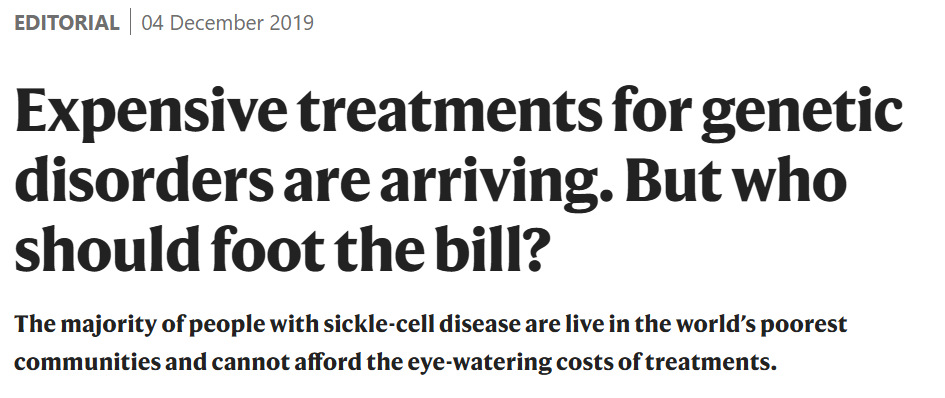 EDITORIAL | 04 December 2019
Expensive treatments for genetic
disorders are arriving. But who
should foot the bill?
The majority of people with sickle-cell disease are live in the world’s poorest
communities and cannot afford the eye-watering costs of treatments.